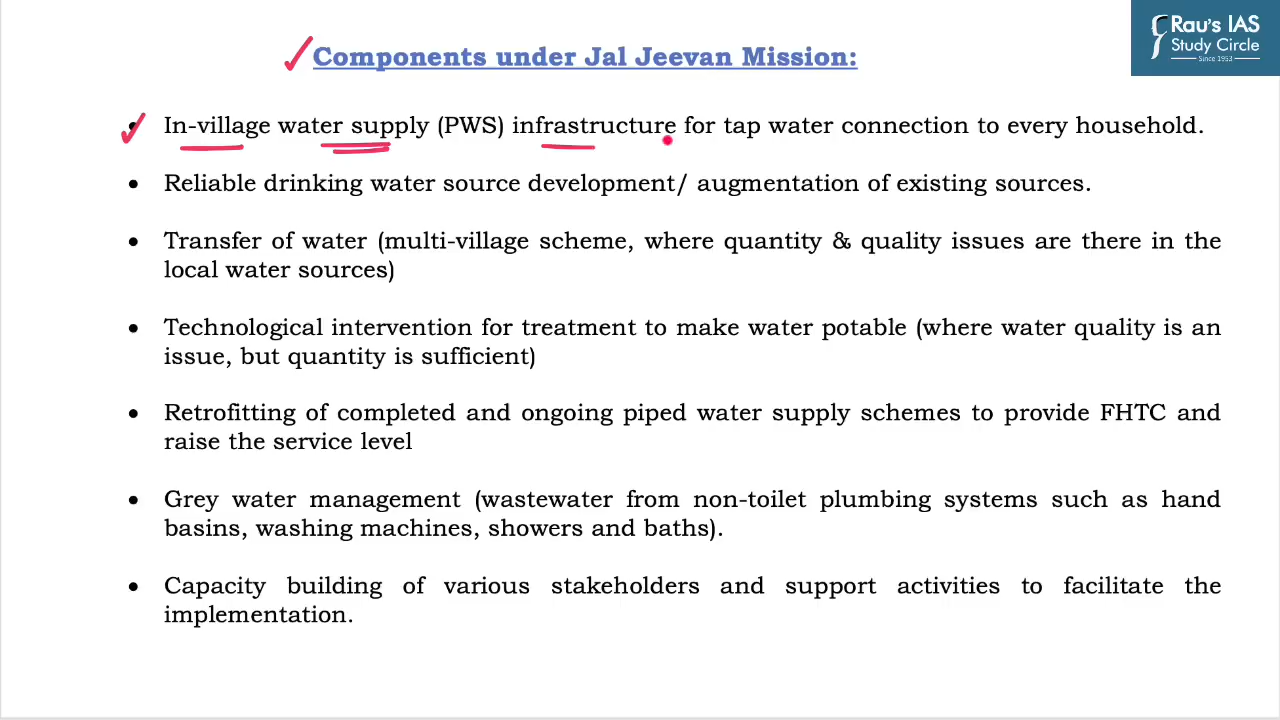 Rau's IAS
Study Circle
Since 1953
Components under Jal Jeevan Mission:
• In-village water supply (PWS) infrastructure for tap water connection to every household.
• Reliable drinking water source development/ augmentation of existing sources.
• Transfer of water (multi-village scheme, where quantity & quality issues are there in the
local water sources)
• Technological intervention for treatment to make water potable (where water quality is an
issue, but quantity is sufficient)
• Retrofitting of completed and ongoing piped water supply schemes to provide FHTC and
raise the service level
• Grey water management (wastewater from non-toilet plumbing systems such as hand
basins, washing machines, showers and baths).
• Capacity building of various stakeholders and support activities to facilitate the
implementation.